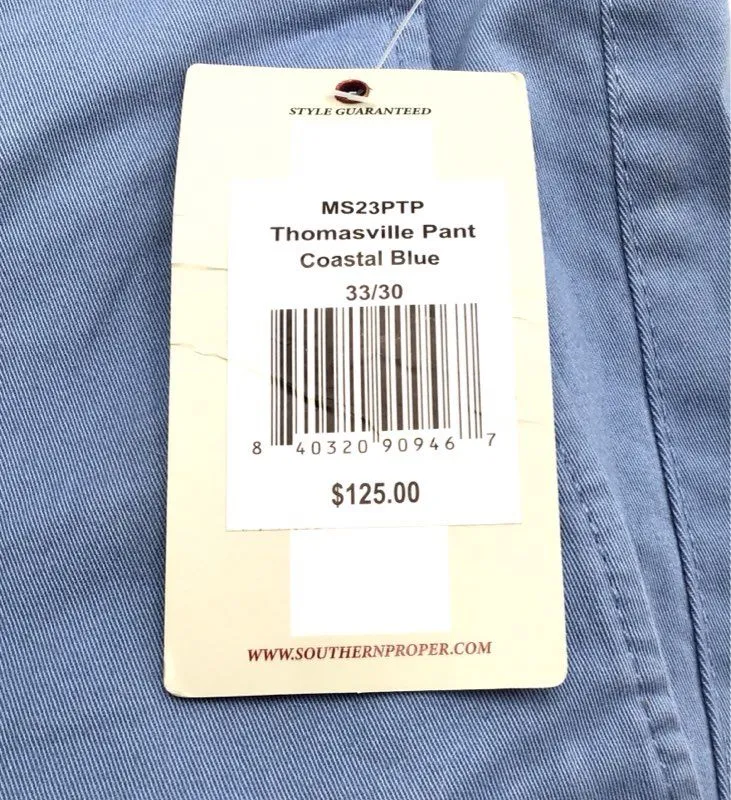 STYLE GUARANTEED
MS23PTP
Thomasville Pant
Coastal Blue
33/30
8 40320 90946 7
$125.00
WWW.SOUTHERNPROPER.COM